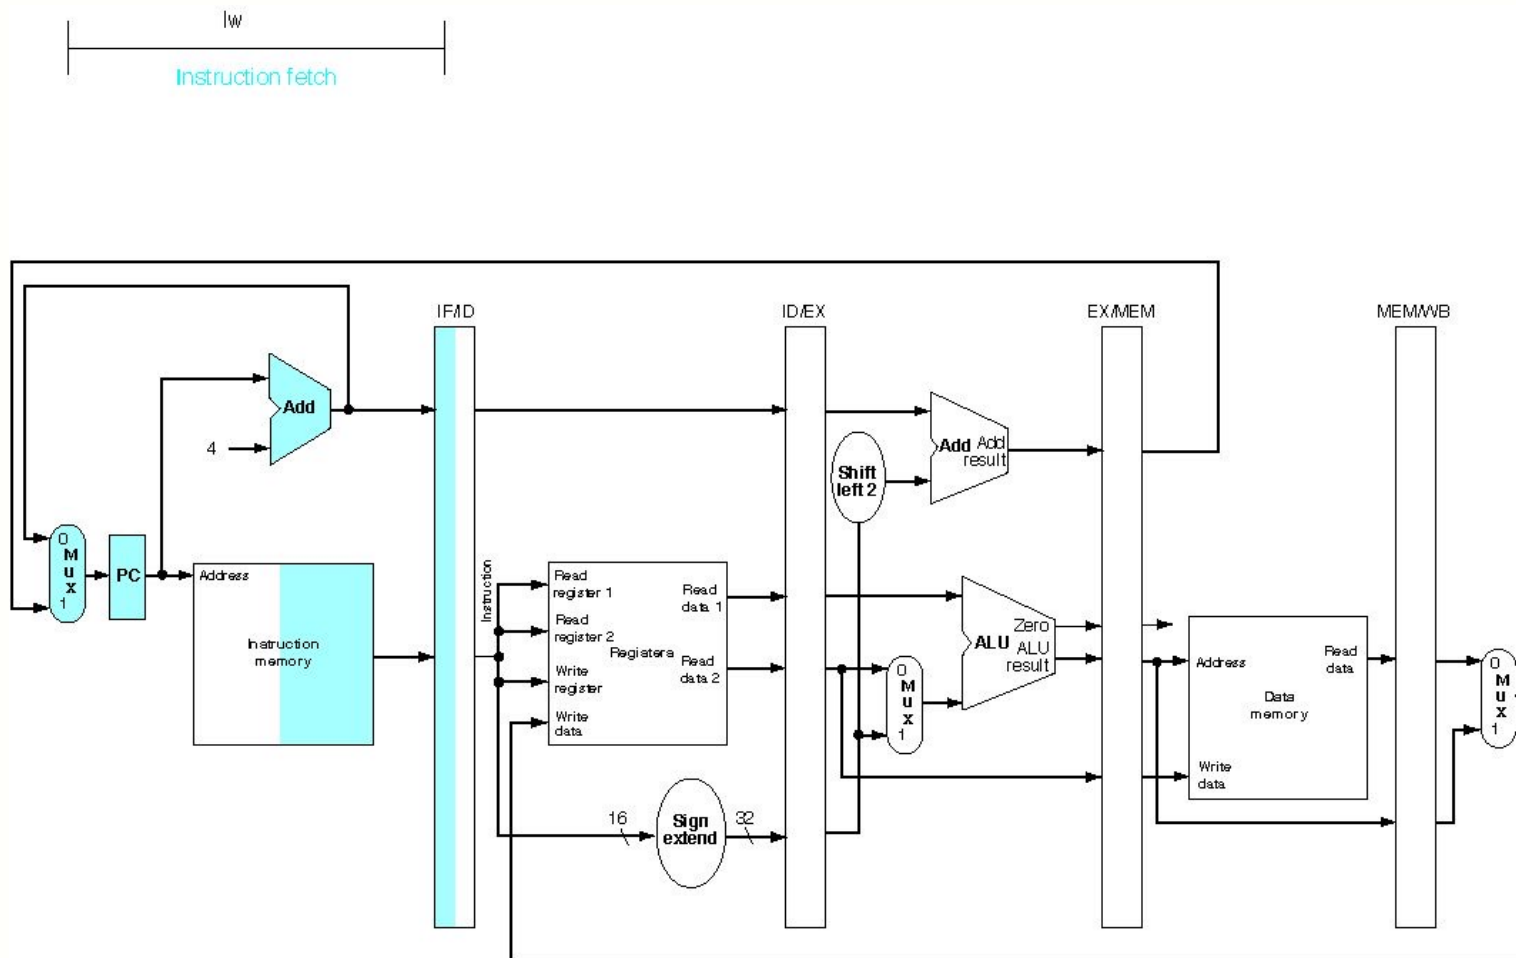 lw
Instruction fetch
IF/ID
ID/EX
EX/MEM
MEM/WB
Add
4
Add
Add
result
Shift
left 2
0
M
u
x
1
PC
Address
Instruction
memory
Instruction
Read
register 1
Read
register 2
Write
register
Write
data
Registers
Read
data 1
Read
data 2
16
Sign
extend
32
0
M
u
x
1
Zero
ALU
ALU
result
Address
Read
data
Data
memory
Write
data
0
M
u
x
1